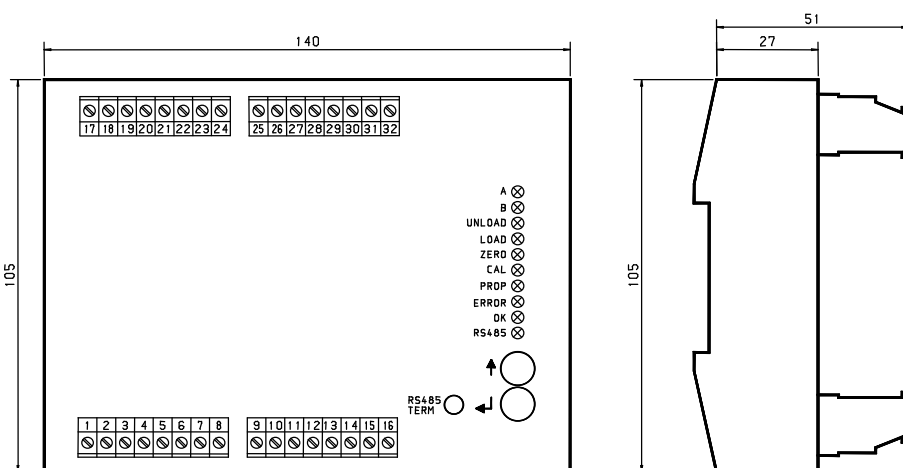 51
140
27
17 18 19 20 21 22 23 24
25 26 27 28 29 30 31 32
A
B
UNLOAD
LOAD
ZERO
CAL
PROP
ERROR
OK
RS485
105
105
RS485
TERM
1 2 3 4 5 6 7 8
9 10 11 12 13 14 15 16